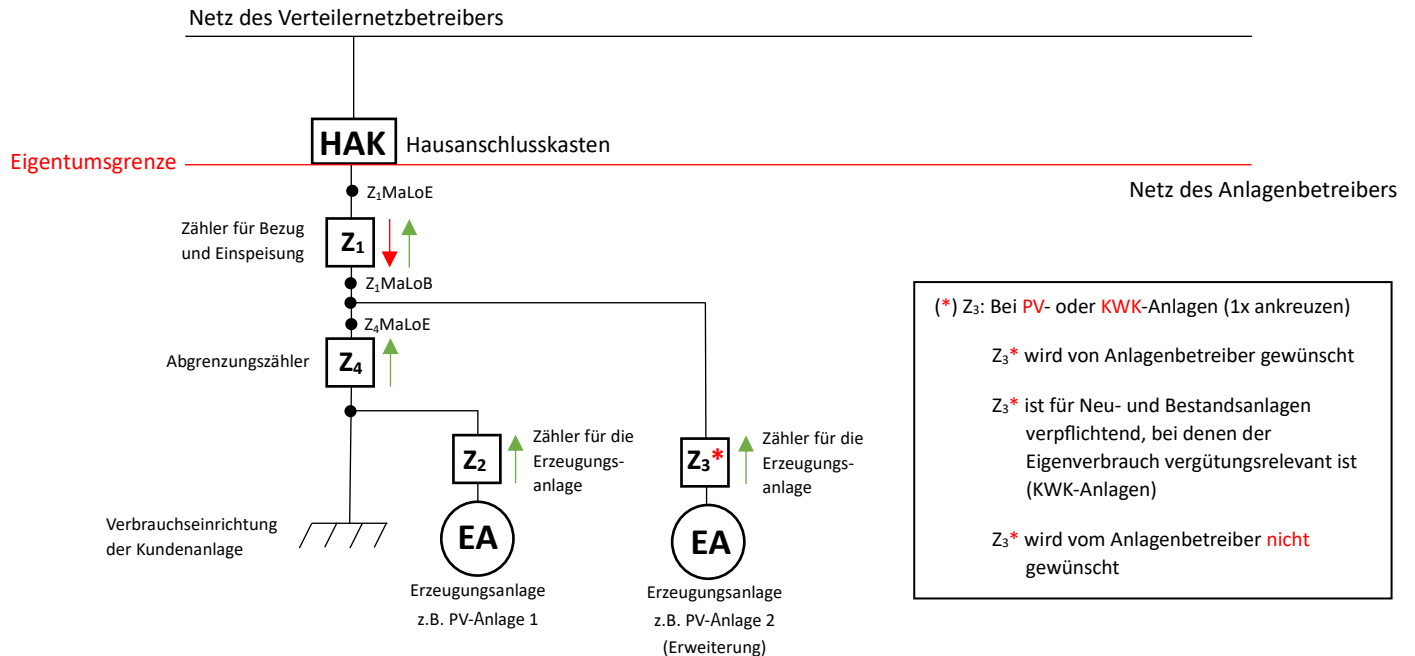 Netz des Verteilernetzbetreibers
HAK
Hausanschlusskasten
Eigentumsgrenze
Netz des Anlagenbetreibers
Z₁MaLoE
Zähler für Bezug
und Einspeisung
Z₁
Z₁MaLoB
Z₄MaLoE
Abgrenzungszähler
Z₄
Zähler für die
Erzeugungs-
anlage
Z₂
Zähler für die
Erzeugungs-
anlage
Z₃*
Verbrauchseinrichtung
der Kundenanlage
EA
EA
Erzeugungsanlage
z.B. PV-Anlage 1
Erzeugungsanlage
z.B. PV-Anlage 2
(Erweiterung)
(*) Z₃: Bei PV- oder KWK-Anlagen (1x ankreuzen)
Z₃* wird von Anlagenbetreiber gewünscht
Z₃* ist für Neu- und Bestandsanlagen
verpflichtend, bei denen der
Eigenverbrauch vergütungsrelevant ist
(KWK-Anlagen)
Z₃* wird vom Anlagenbetreiber nicht
gewünscht